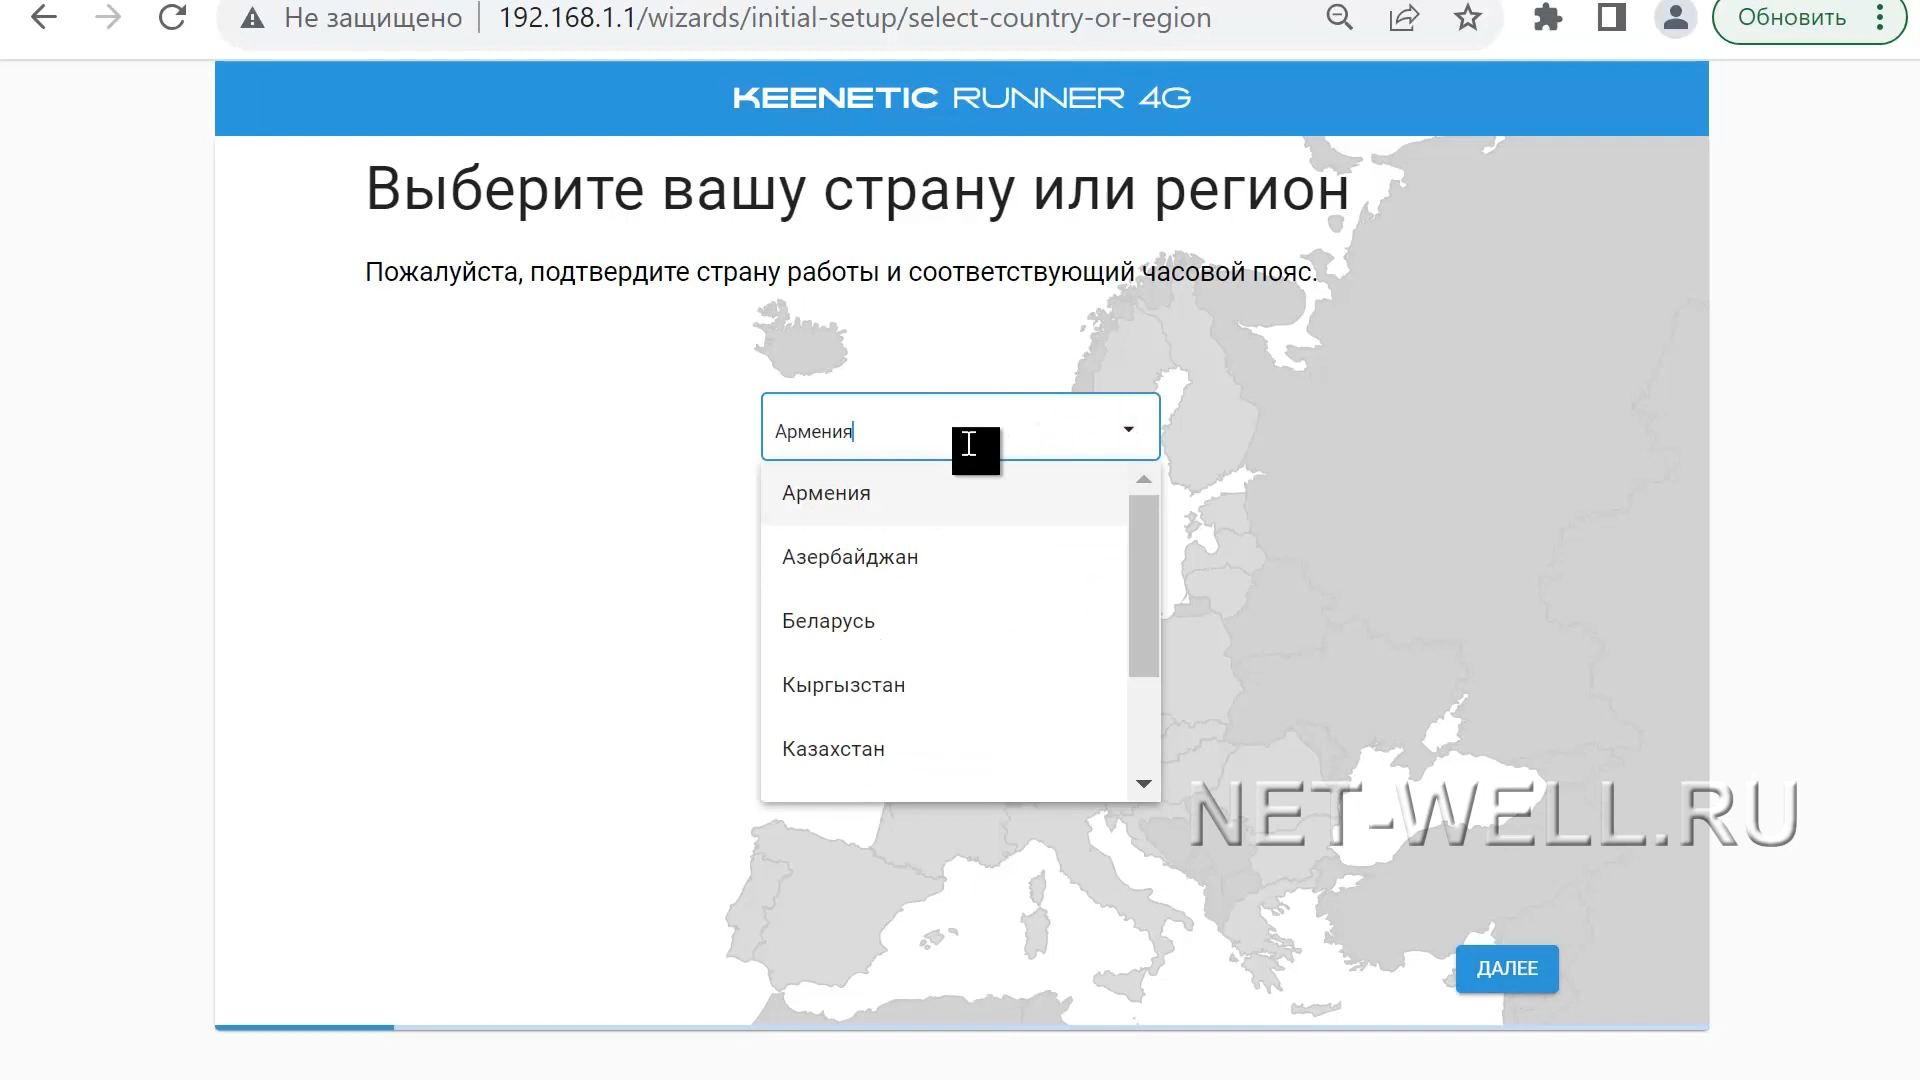 Не защищено
192.168.1.1/wizards/initial-setup/select-country-or-region
Обновить
KEENETIC RUNNER 4G
Выберите вашу страну или регион
Пожалуйста, подтвердите страну работы и соответствующий часовой пояс.
Армения
Армения
Азербайджан
Беларусь
Кыргызстан
Казахстан
NET-WELL.RU
ДАЛЕЕ